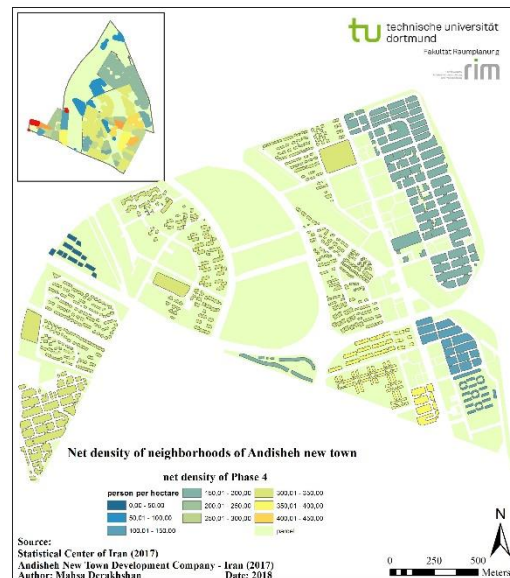 tu technische universität
dortmund
Fakultät Raumplanung
rim
Net density of neighborhoods of Andisheh new town
net density of Phase 4
person per hectare
0,00 - 50,00
50,01 - 100,00
100,01 - 150,00
150,01 - 200,00
200,01 - 250,00
250,01 - 300,00
300,01 - 350,00
350,01 - 400,00
400,01 - 450,00
parcel
Source:
Statistical Center of Iran (2017)
Andisheh New Town Development Company - Iran (2017)
Author: Mahsa Derakhshan Date: 2018
N
0 250 500
Meters